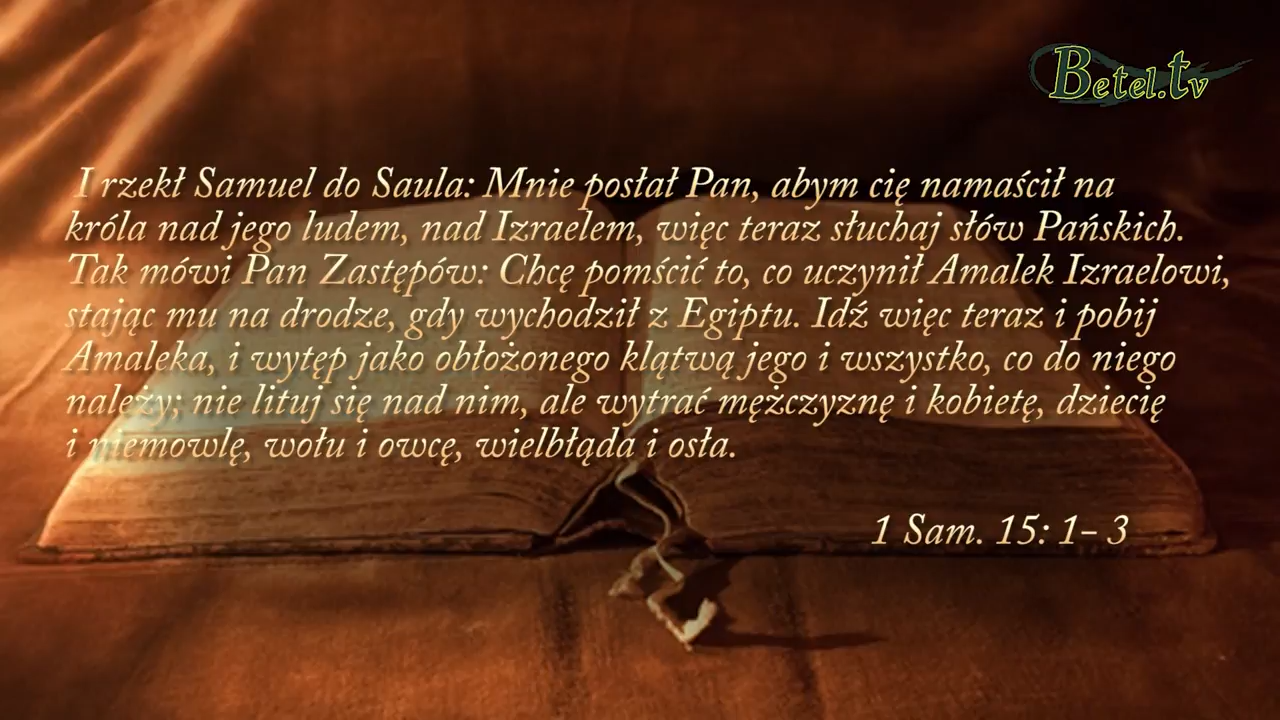 Betel.tv
I rzekł Samuel do Saula: Mnie posłał Pan, abym cię namaścił na
króla nad jego ludem, nad Izraelem, więc teraz słuchaj słów Pańskich.
Tak mówi Pan Zastępów: Chcę pomścić to, co uczynił Amalek Izraelowi,
stając mu na drodze, gdy wychodził z Egiptu. Idź więc teraz i pobij
Amaleka, i wytęp jako obłożonego klątwą jego i wszystko, co do niego
należy; nie lituj się nad nim, ale wytrać mężczyznę i kobietę, dziecię
i niemowlę, wołu i owcę, wielbłąda i osła.
1 Sam. 15: 1– 3